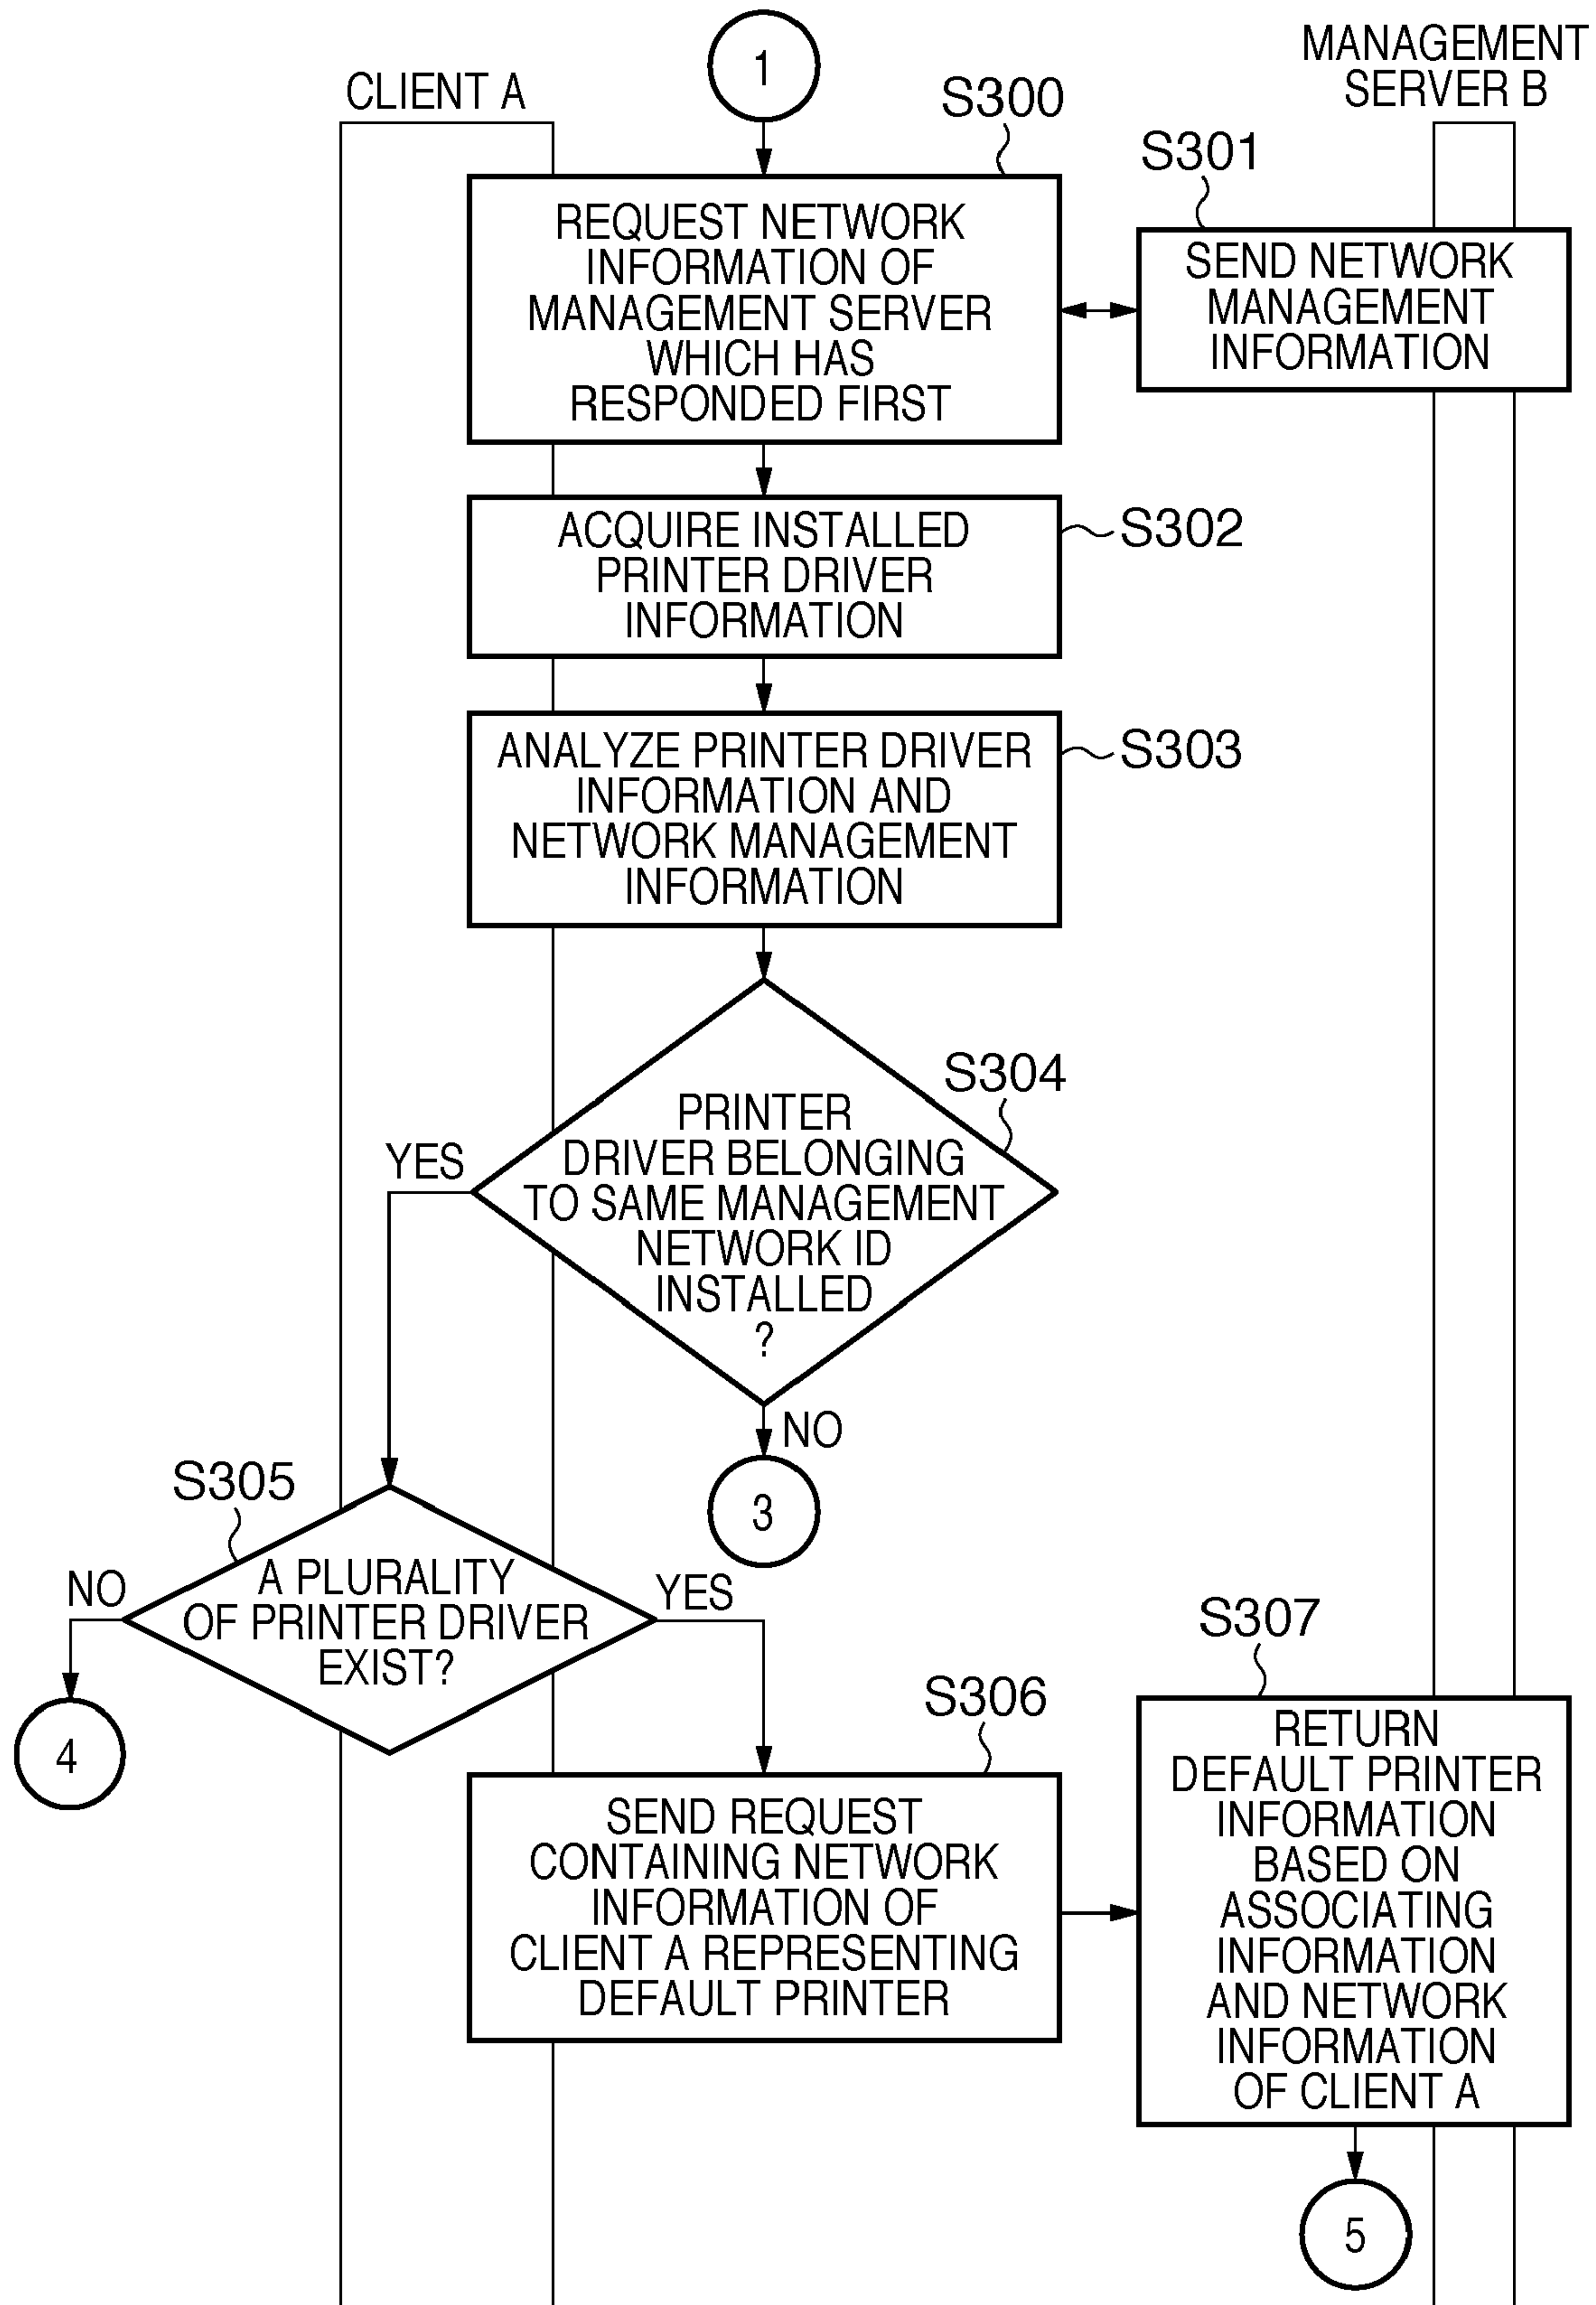 1
MANAGEMENT
SERVER B
CLIENT A
S300
S301
REQUEST NETWORK
INFORMATION OF
MANAGEMENT SERVER
WHICH HAS
RESPONDED FIRST
SEND NETWORK
MANAGEMENT
INFORMATION
ACQUIRE INSTALLED
PRINTER DRIVER
INFORMATION
S302
ANALYZE PRINTER DRIVER
INFORMATION AND
NETWORK MANAGEMENT
INFORMATION
S303
S304
PRINTER
DRIVER BELONGING
TO SAME MANAGEMENT
NETWORK ID
INSTALLED
?
YES
NO
3
S305
A PLURALITY
OF PRINTER DRIVER
EXIST?
NO
YES
4
S306
SEND REQUEST
CONTAINING NETWORK
INFORMATION OF
CLIENT A REPRESENTING
DEFAULT PRINTER
S307
RETURN
DEFAULT PRINTER
INFORMATION
BASED ON
ASSOCIATING
INFORMATION
AND NETWORK
INFORMATION
OF CLIENT A
5